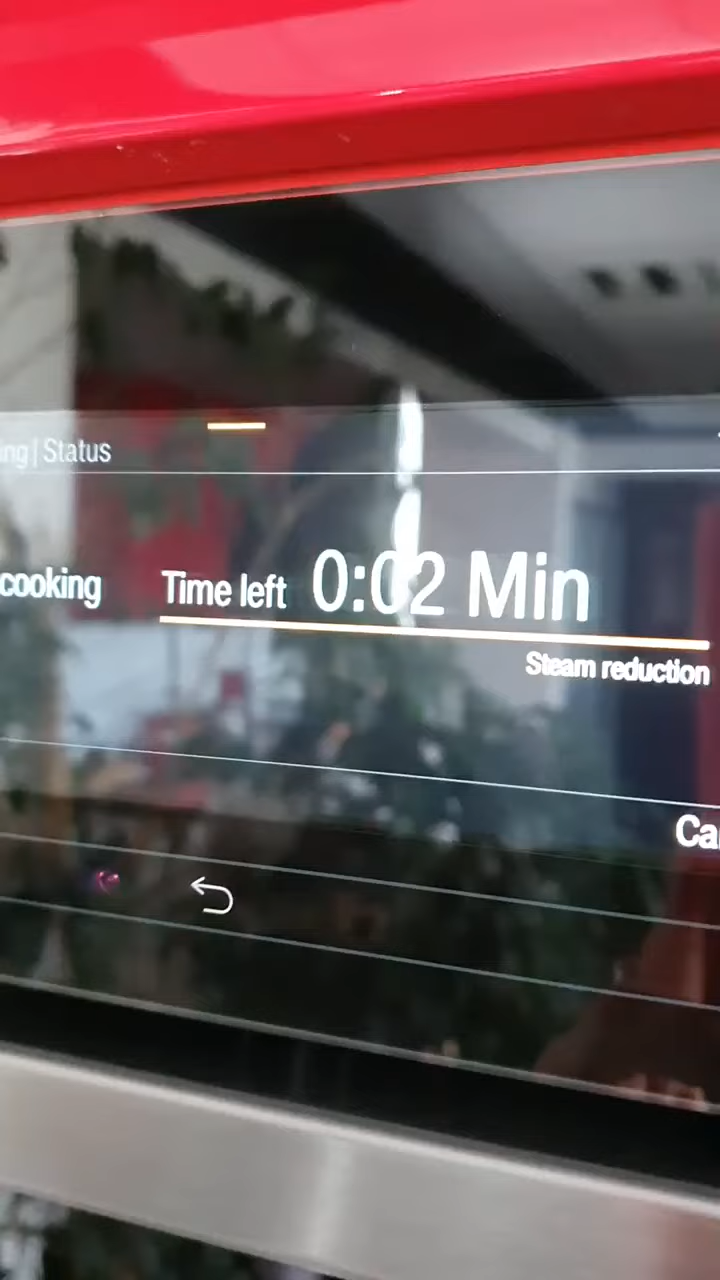 ing | Status
cooking
Time left 0:02 Min
Steam reduction
Ca